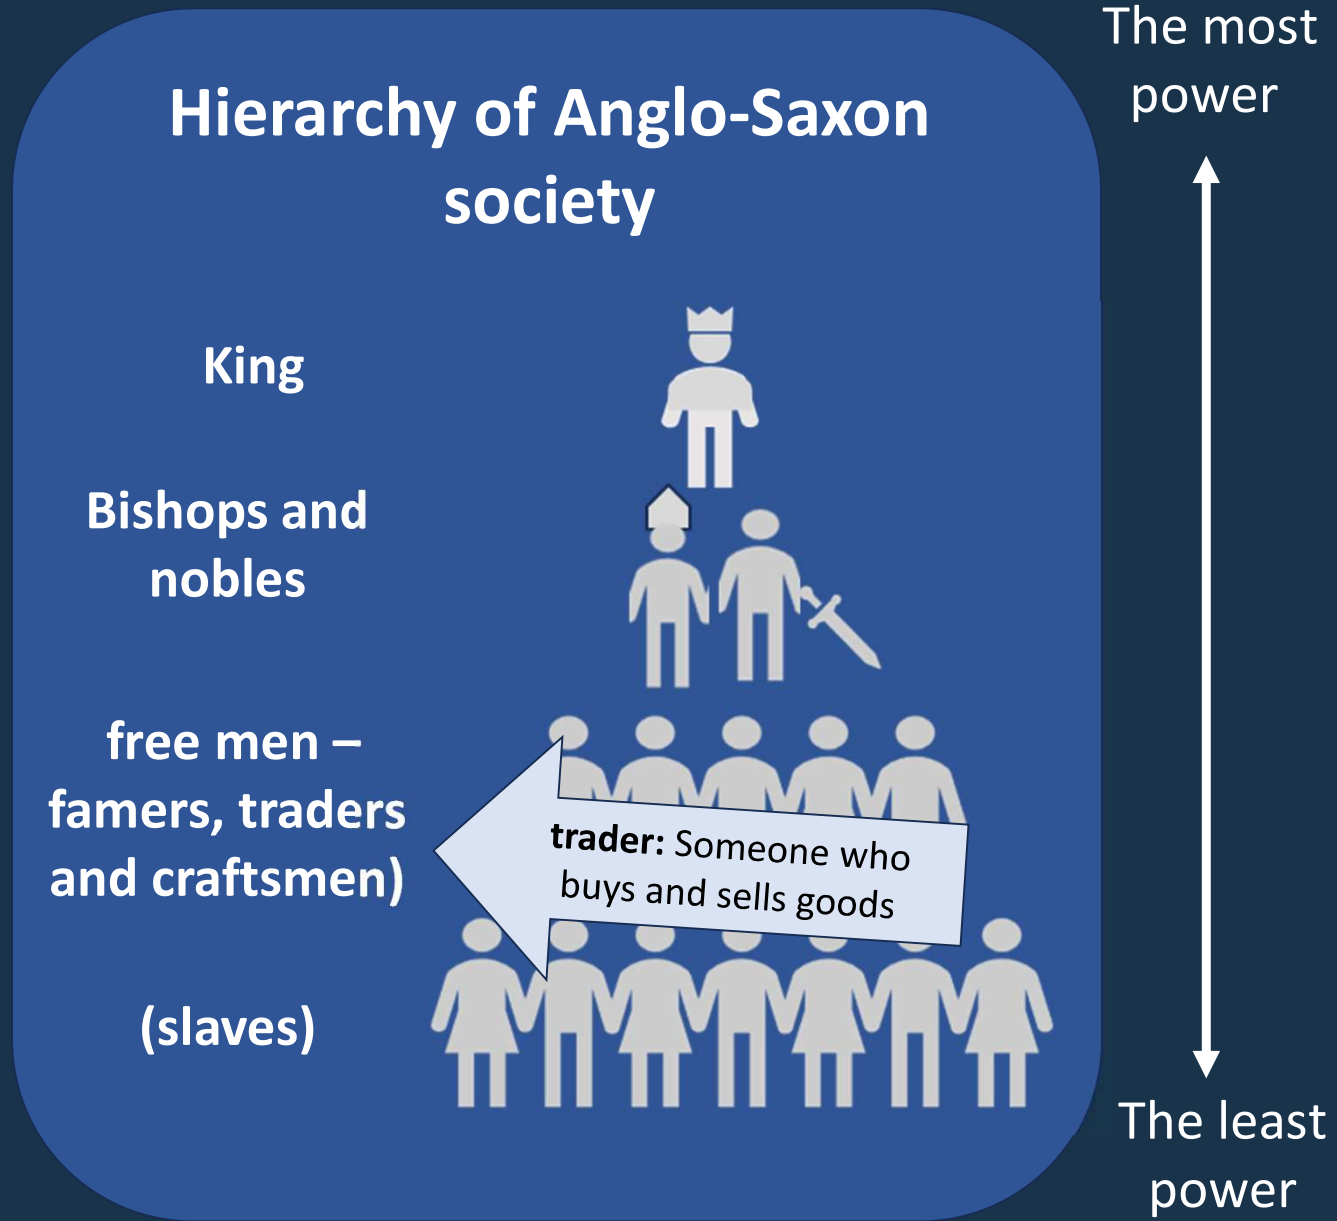 The most
power
Hierarchy of Anglo-Saxon
society
King
Bishops and
nobles
free men –
famers, traders
and craftsmen)
trader: Someone who
buys and sells goods
(slaves)
The least
power